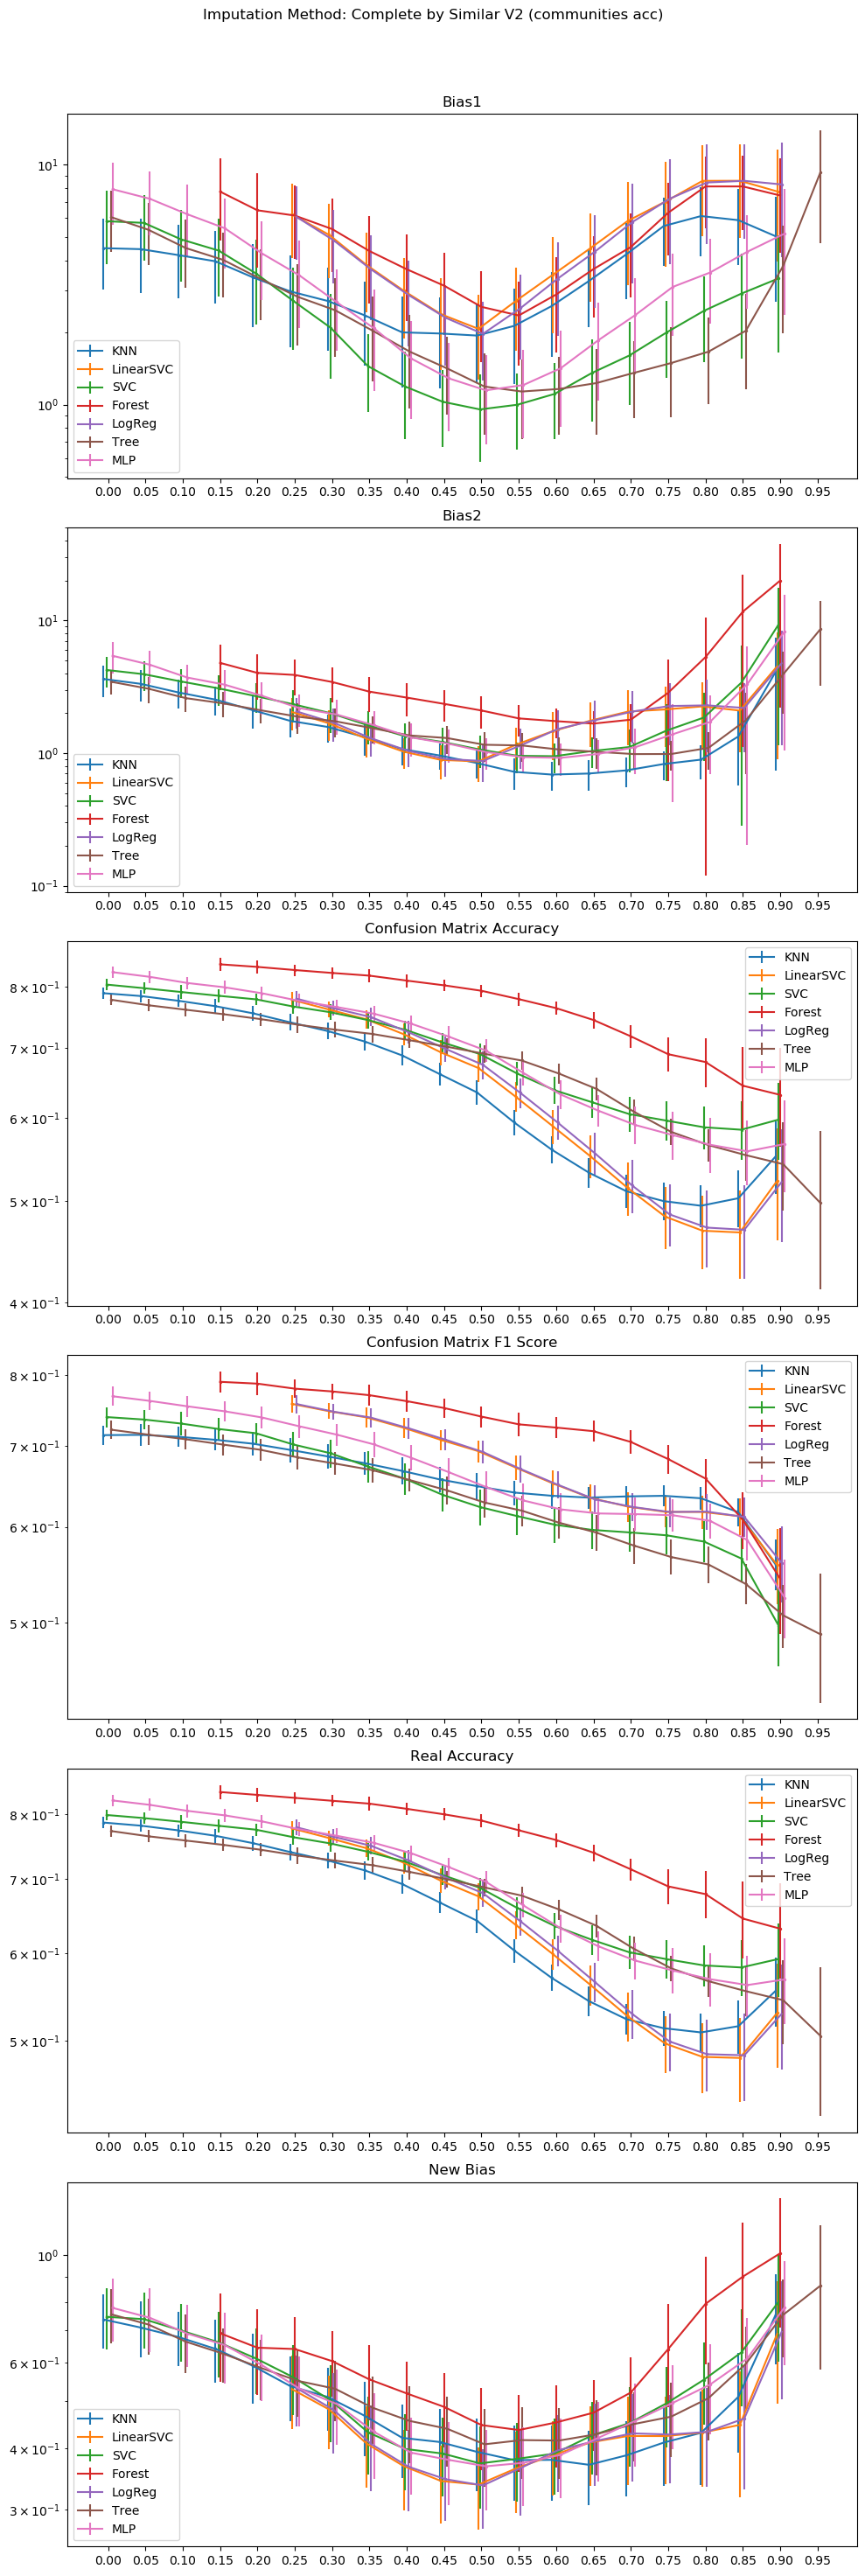 Imputation Method: Complete by Similar V2 (communities acc)
Bias1
10¹
10⁰
KNN
LinearSVC
SVC
Forest
LogReg
Tree
MLP
0.00 0.05 0.10 0.15 0.20 0.25 0.30 0.35 0.40 0.45 0.50 0.55 0.60 0.65 0.70 0.75 0.80 0.85 0.90 0.95
Bias2
10¹
10⁰
10⁻¹
KNN
LinearSVC
SVC
Forest
LogReg
Tree
MLP
0.00 0.05 0.10 0.15 0.20 0.25 0.30 0.35 0.40 0.45 0.50 0.55 0.60 0.65 0.70 0.75 0.80 0.85 0.90 0.95
Confusion Matrix Accuracy
8 × 10⁻¹
7 × 10⁻¹
6 × 10⁻¹
5 × 10⁻¹
4 × 10⁻¹
KNN
LinearSVC
SVC
Forest
LogReg
Tree
MLP
0.00 0.05 0.10 0.15 0.20 0.25 0.30 0.35 0.40 0.45 0.50 0.55 0.60 0.65 0.70 0.75 0.80 0.85 0.90 0.95
Confusion Matrix F1 Score
8 × 10⁻¹
7 × 10⁻¹
6 × 10⁻¹
5 × 10⁻¹
KNN
LinearSVC
SVC
Forest
LogReg
Tree
MLP
0.00 0.05 0.10 0.15 0.20 0.25 0.30 0.35 0.40 0.45 0.50 0.55 0.60 0.65 0.70 0.75 0.80 0.85 0.90 0.95
Real Accuracy
8 × 10⁻¹
7 × 10⁻¹
6 × 10⁻¹
5 × 10⁻¹
KNN
LinearSVC
SVC
Forest
LogReg
Tree
MLP
0.00 0.05 0.10 0.15 0.20 0.25 0.30 0.35 0.40 0.45 0.50 0.55 0.60 0.65 0.70 0.75 0.80 0.85 0.90 0.95
New Bias
10⁰
6 × 10⁻¹
4 × 10⁻¹
3 × 10⁻¹
KNN
LinearSVC
SVC
Forest
LogReg
Tree
MLP
0.00 0.05 0.10 0.15 0.20 0.25 0.30 0.35 0.40 0.45 0.50 0.55 0.60 0.65 0.70 0.75 0.80 0.85 0.90 0.95